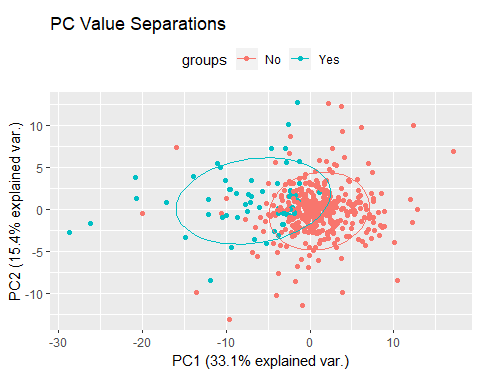 PC Value Separations
groups No Yes
10
5
0
-5
-10
PC2 (15.4% explained var.)
-30 -20 -10 0 10
PC1 (33.1% explained var.)